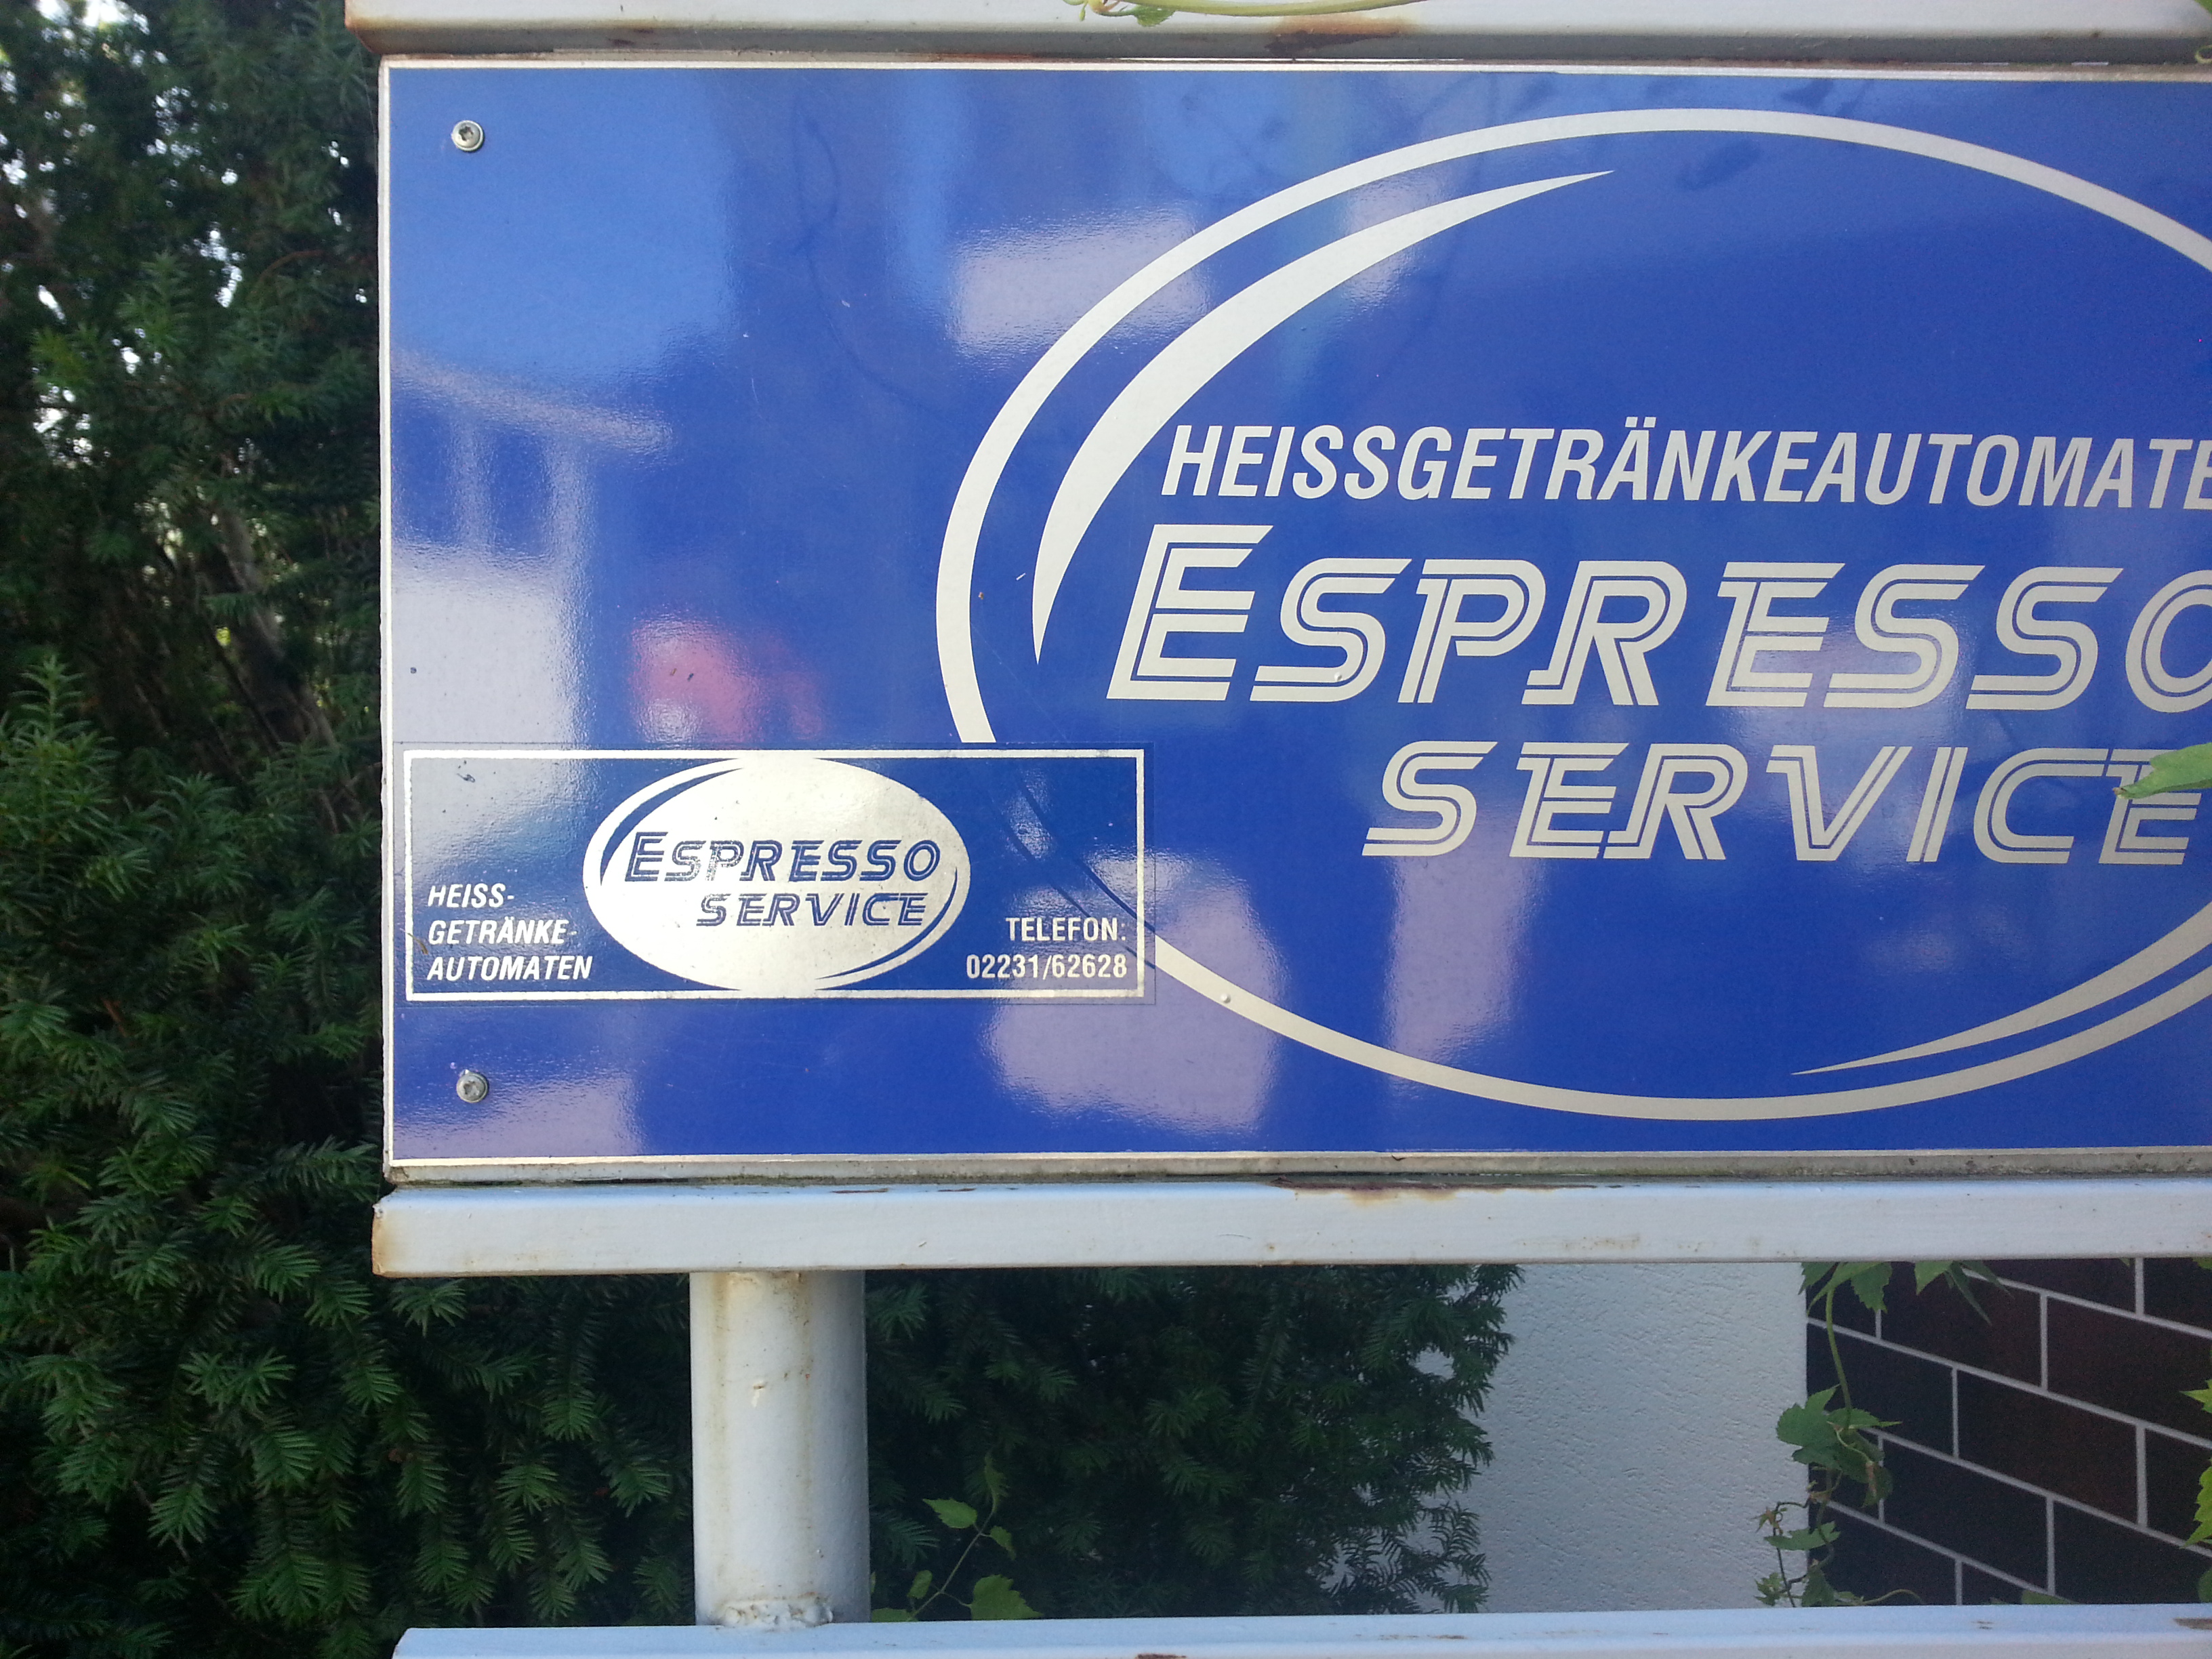 HEISSGETRÄNKEAUTOMATE
ESPRESSO
SERVICE
HEISS-
GETRÄNKE-
AUTOMATEN
ESPRESSO
SERVICE
TELEFON:
02231/62628